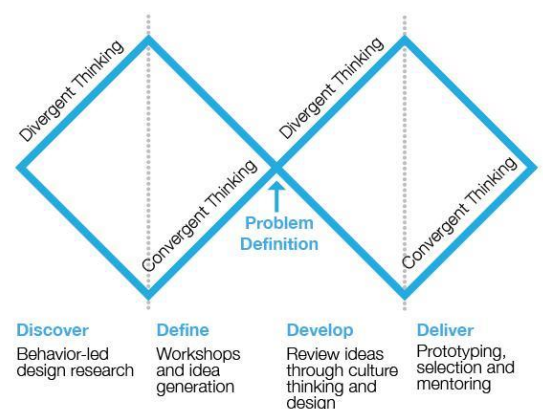 Divergent Thinking
Convergent Thinking
Divergent Thinking
Convergent Thinking
Problem
Definition
Discover
Behavior-led
design research
Define
Workshops
and idea
generation
Develop
Review ideas
through culture
thinking and
design
Deliver
Prototyping,
selection and
mentoring